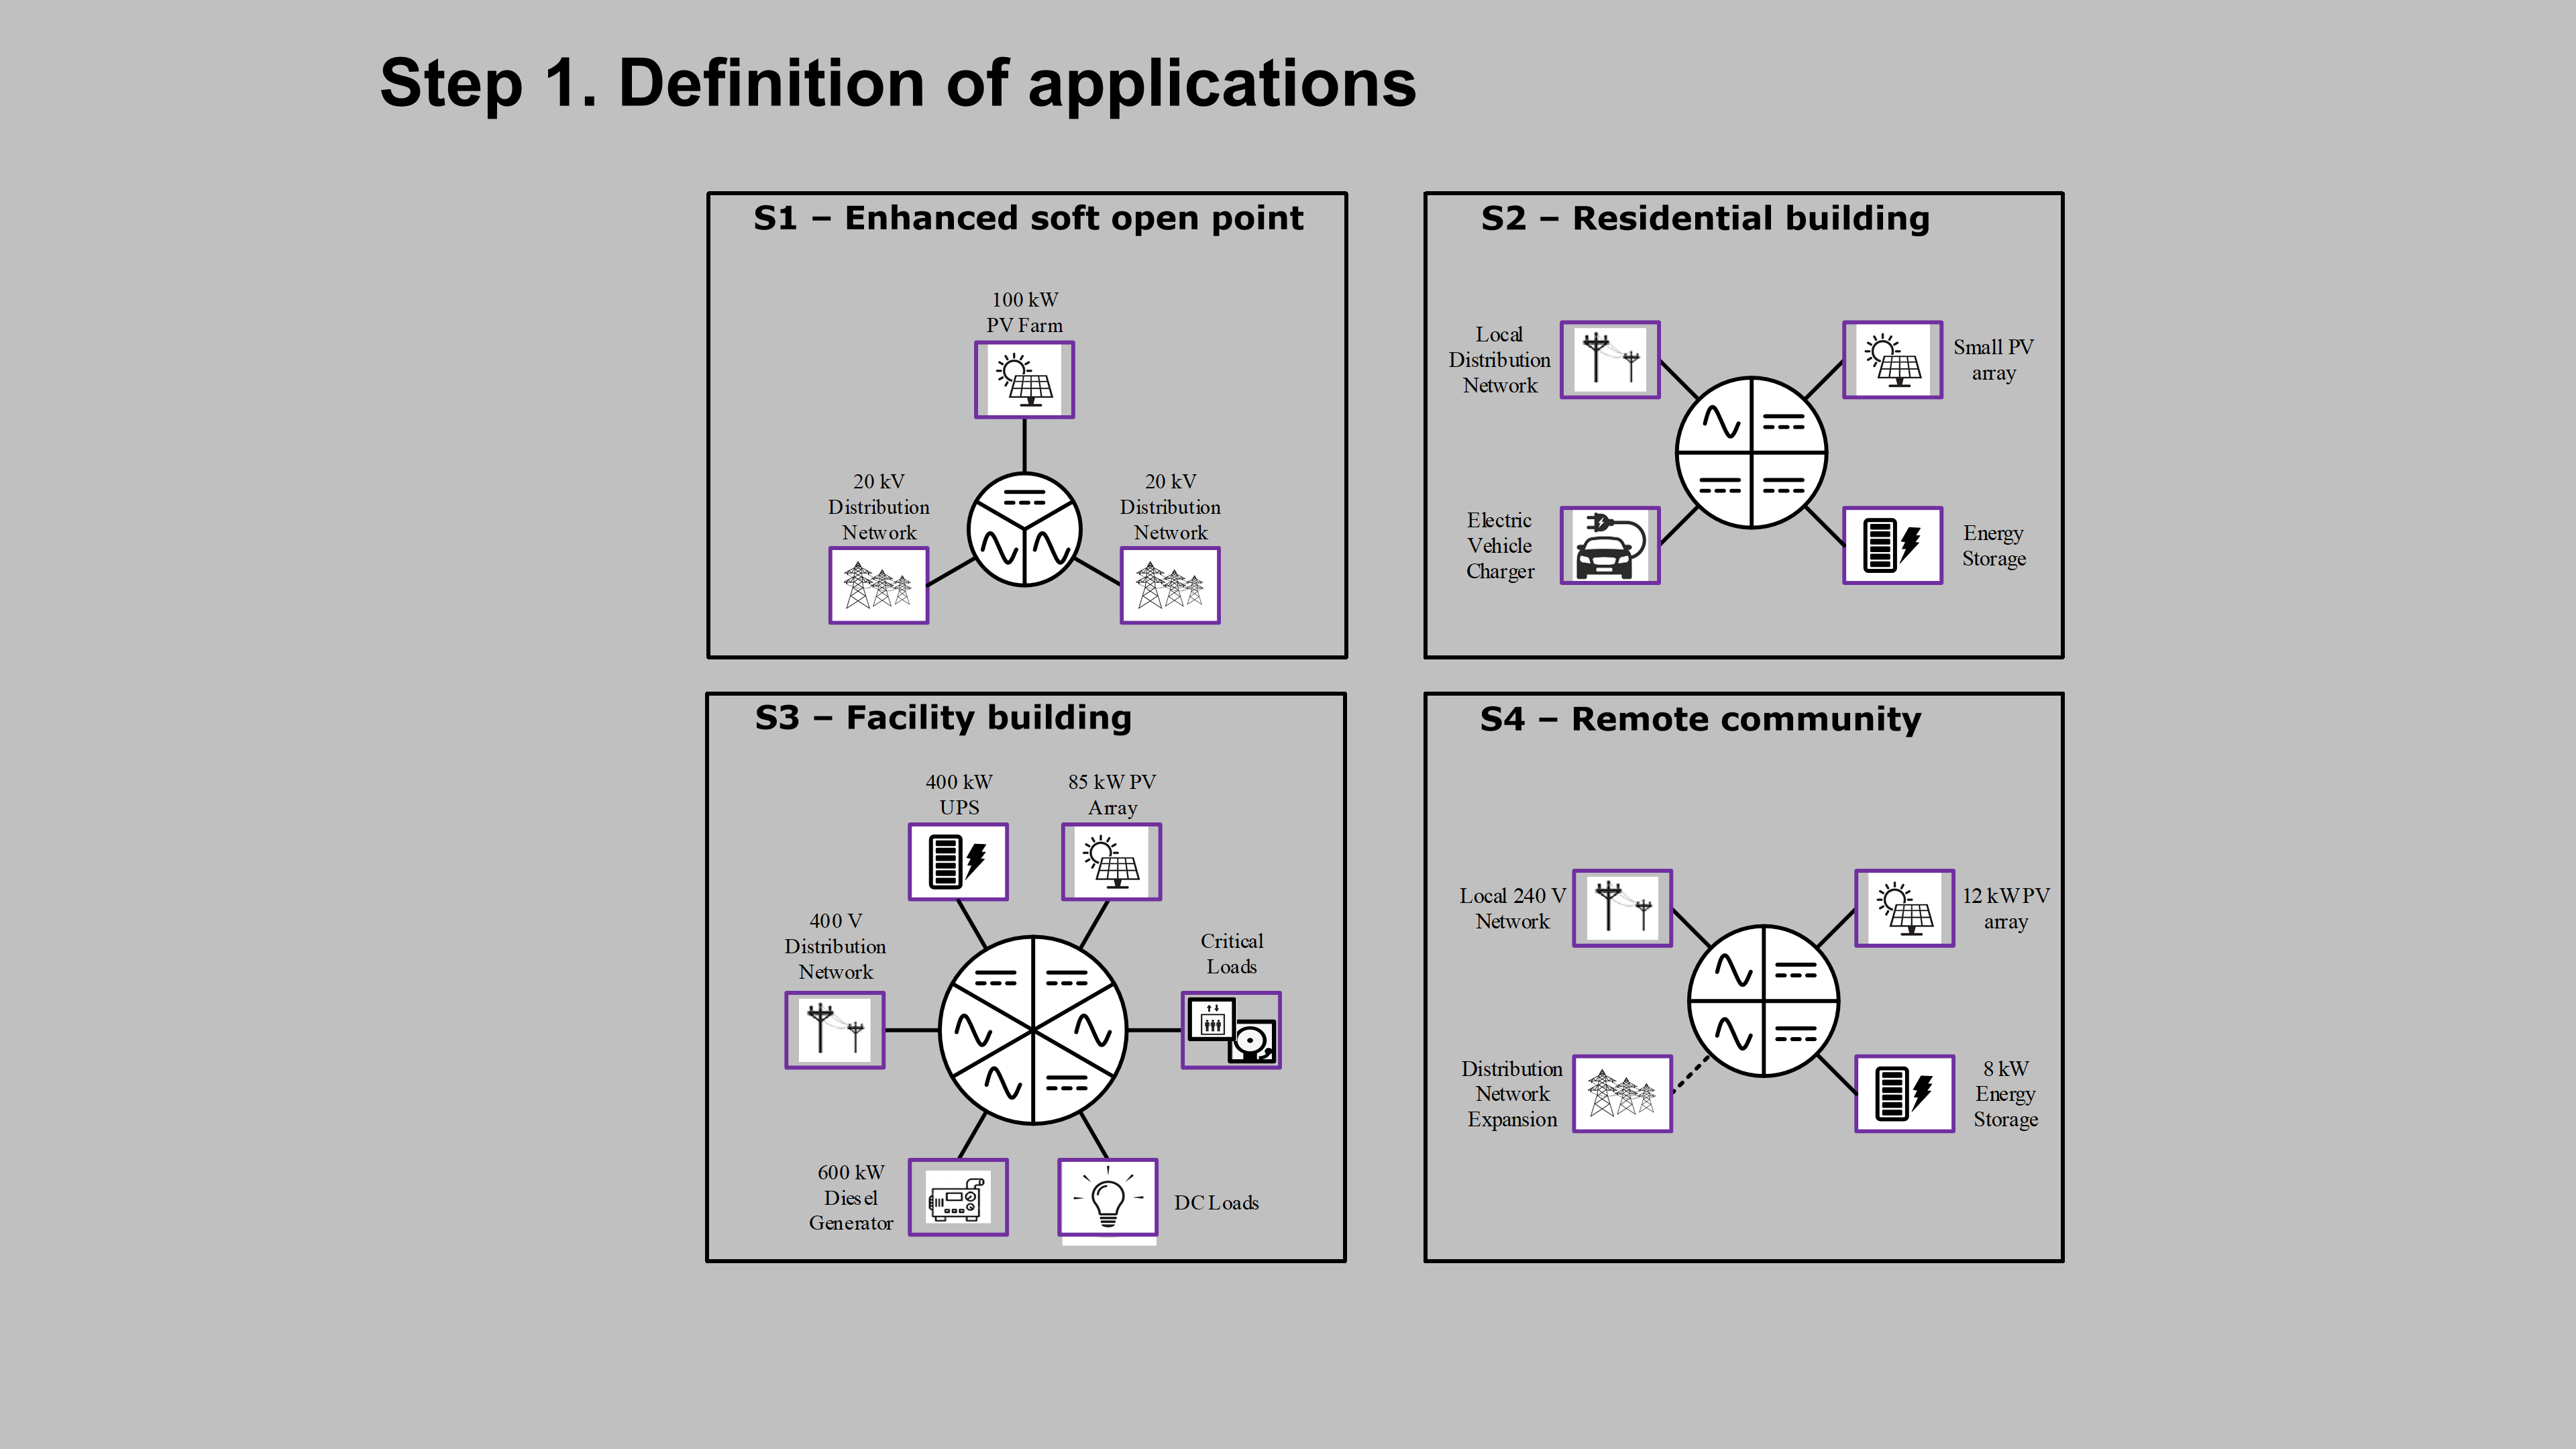 Step 1. Definition of applications
S1 – Enhanced soft open point
100 kW
PV Farm
20 kV
Distribution
Network
20 kV
Distribution
Network
S2 – Residential building
Local
Distribution
Network
Small PV
array
Electric
Vehicle
Charger
Energy
Storage
S3 – Facility building
400 kW
UPS
85 kW PV
Array
400 V
Distribution
Network
Critical
Loads
600 kW
Diesel
Generator
DC Loads
S4 – Remote community
Local 240 V
Network
12 kW PV
array
Distribution
Network
Expansion
8 kW
Energy
Storage